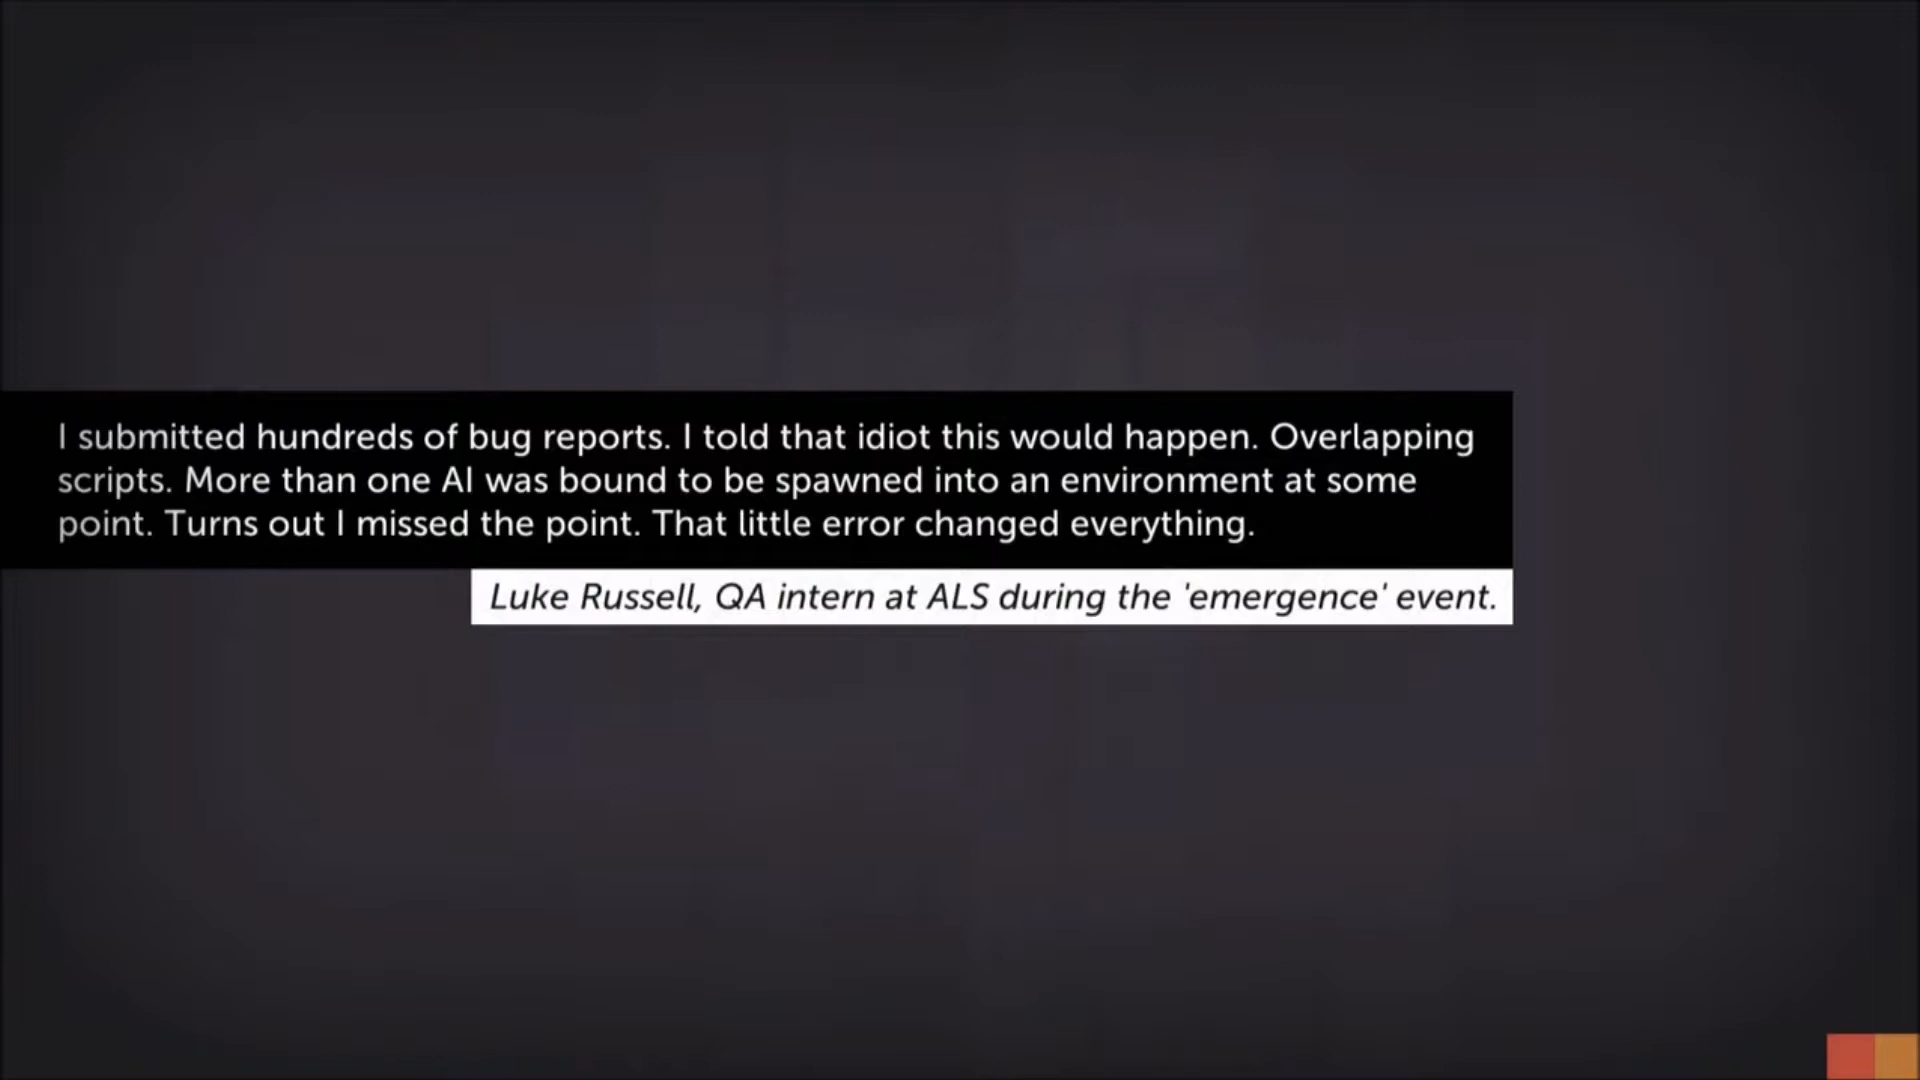 I submitted hundreds of bug reports. I told that idiot this would happen. Overlapping
scripts. More than one AI was bound to be spawned into an environment at some
point. Turns out I missed the point. That little error changed everything.
Luke Russell, QA intern at ALS during the 'emergence' event.